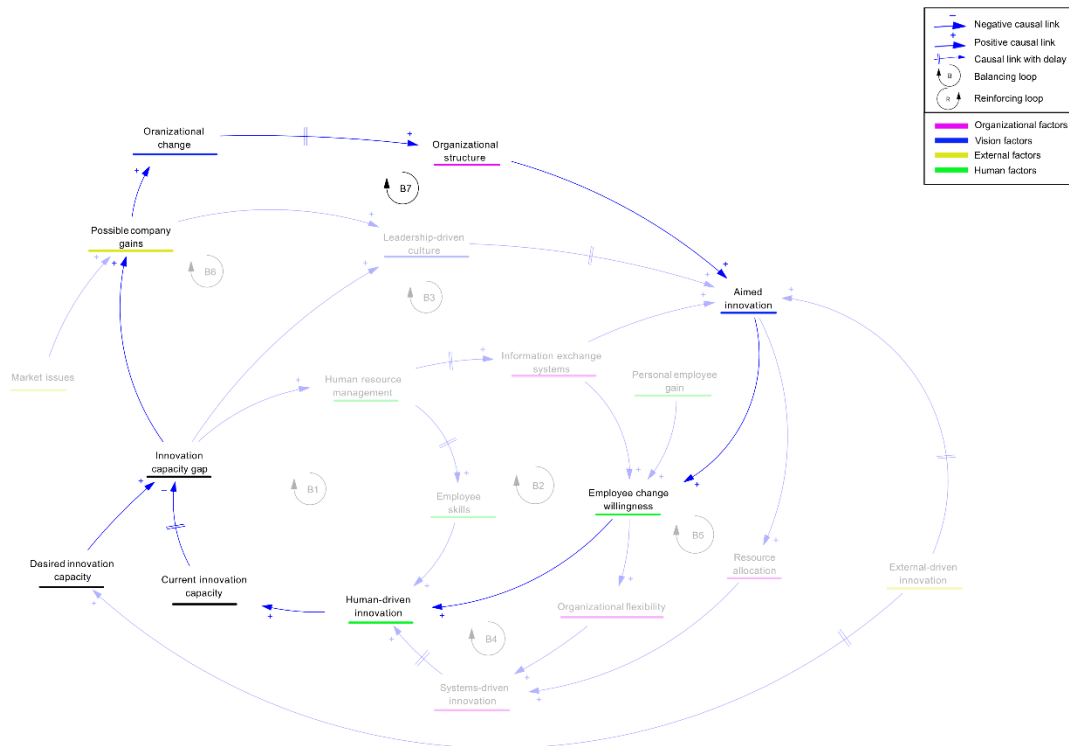 −
Negative causal link
+
Positive causal link
Causal link with delay
B
Balancing loop
R
Reinforcing loop
Organizational factors
Vision factors
External factors
Human factors
Oranizational
change
+
Organizational
structure
+
B7
Possible company
gains
+
+
+
Leadership-driven
culture
+
B6
B3
+
+
+
+
+
Aimed
innovation
Market issues
Human resource
management
+
+
Information exchange
systems
Personal employee
gain
Innovation
capacity gap
+
−
B1
Employee
skills
+
B2
Employee change
willingness
+
+
+
B5
Desired innovation
capacity
+
Current innovation
capacity
+
Human-driven
innovation
+
+
+
Organizational flexibility
+
Resource
allocation
+
External-driven
innovation
B4
Systems-driven
innovation
+
+